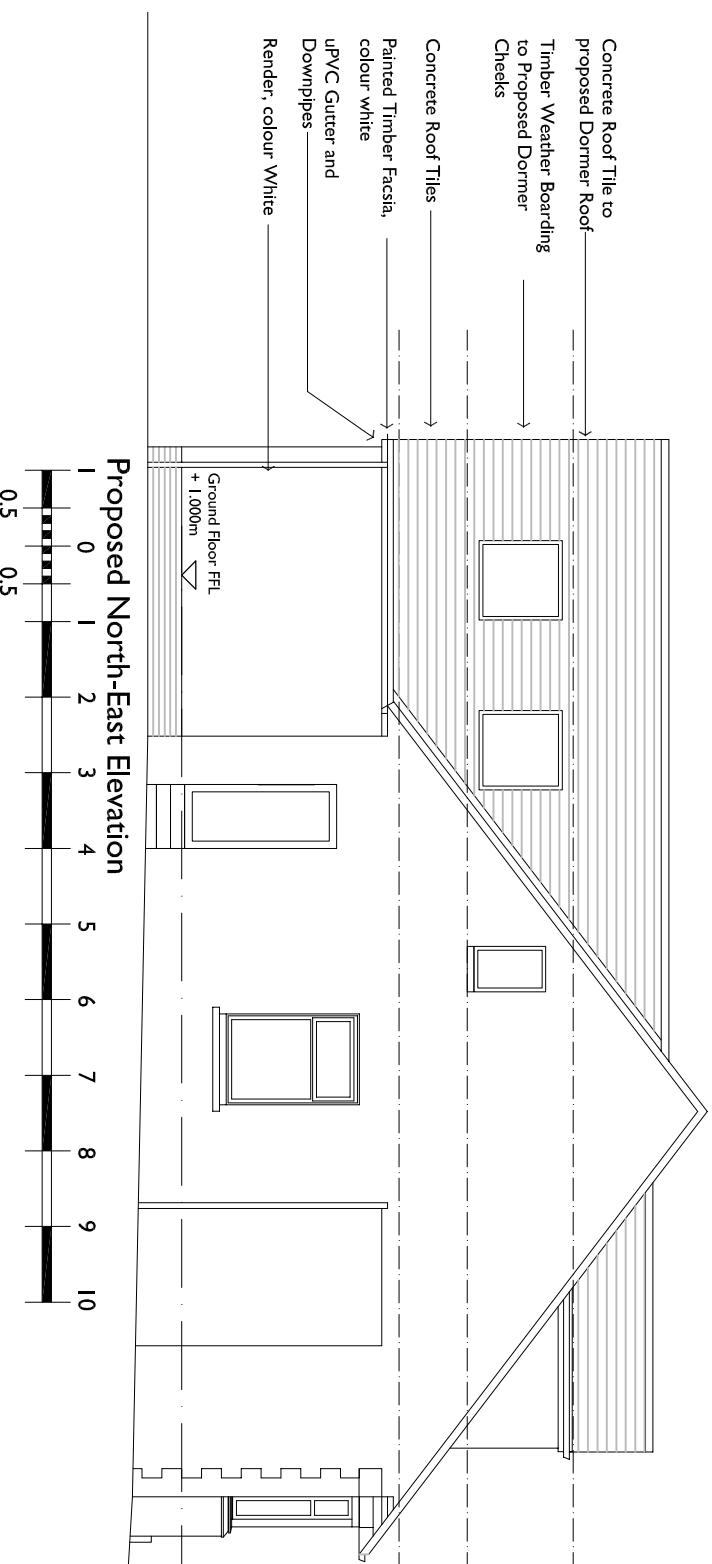 Concrete Roof Tile to
proposed Dormer Roof
Timber Weather Boarding
to Proposed Dormer
Cheeks
Concrete Roof Tiles
Painted Timber Facsia,
colour white
uPVC Gutter and
Downpipes
Render, colour White
Ground Floor FFL
+ 1.000m
Proposed North-East Elevation
1 0 1 2 3 4 5 6 7 8 9 10
0.5 0.5